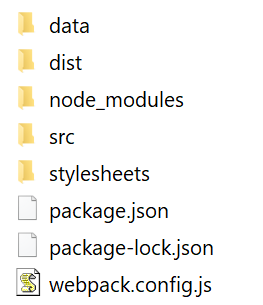 data
dist
node_modules
src
stylesheets
package.json
package-lock.json
webpack.config.js